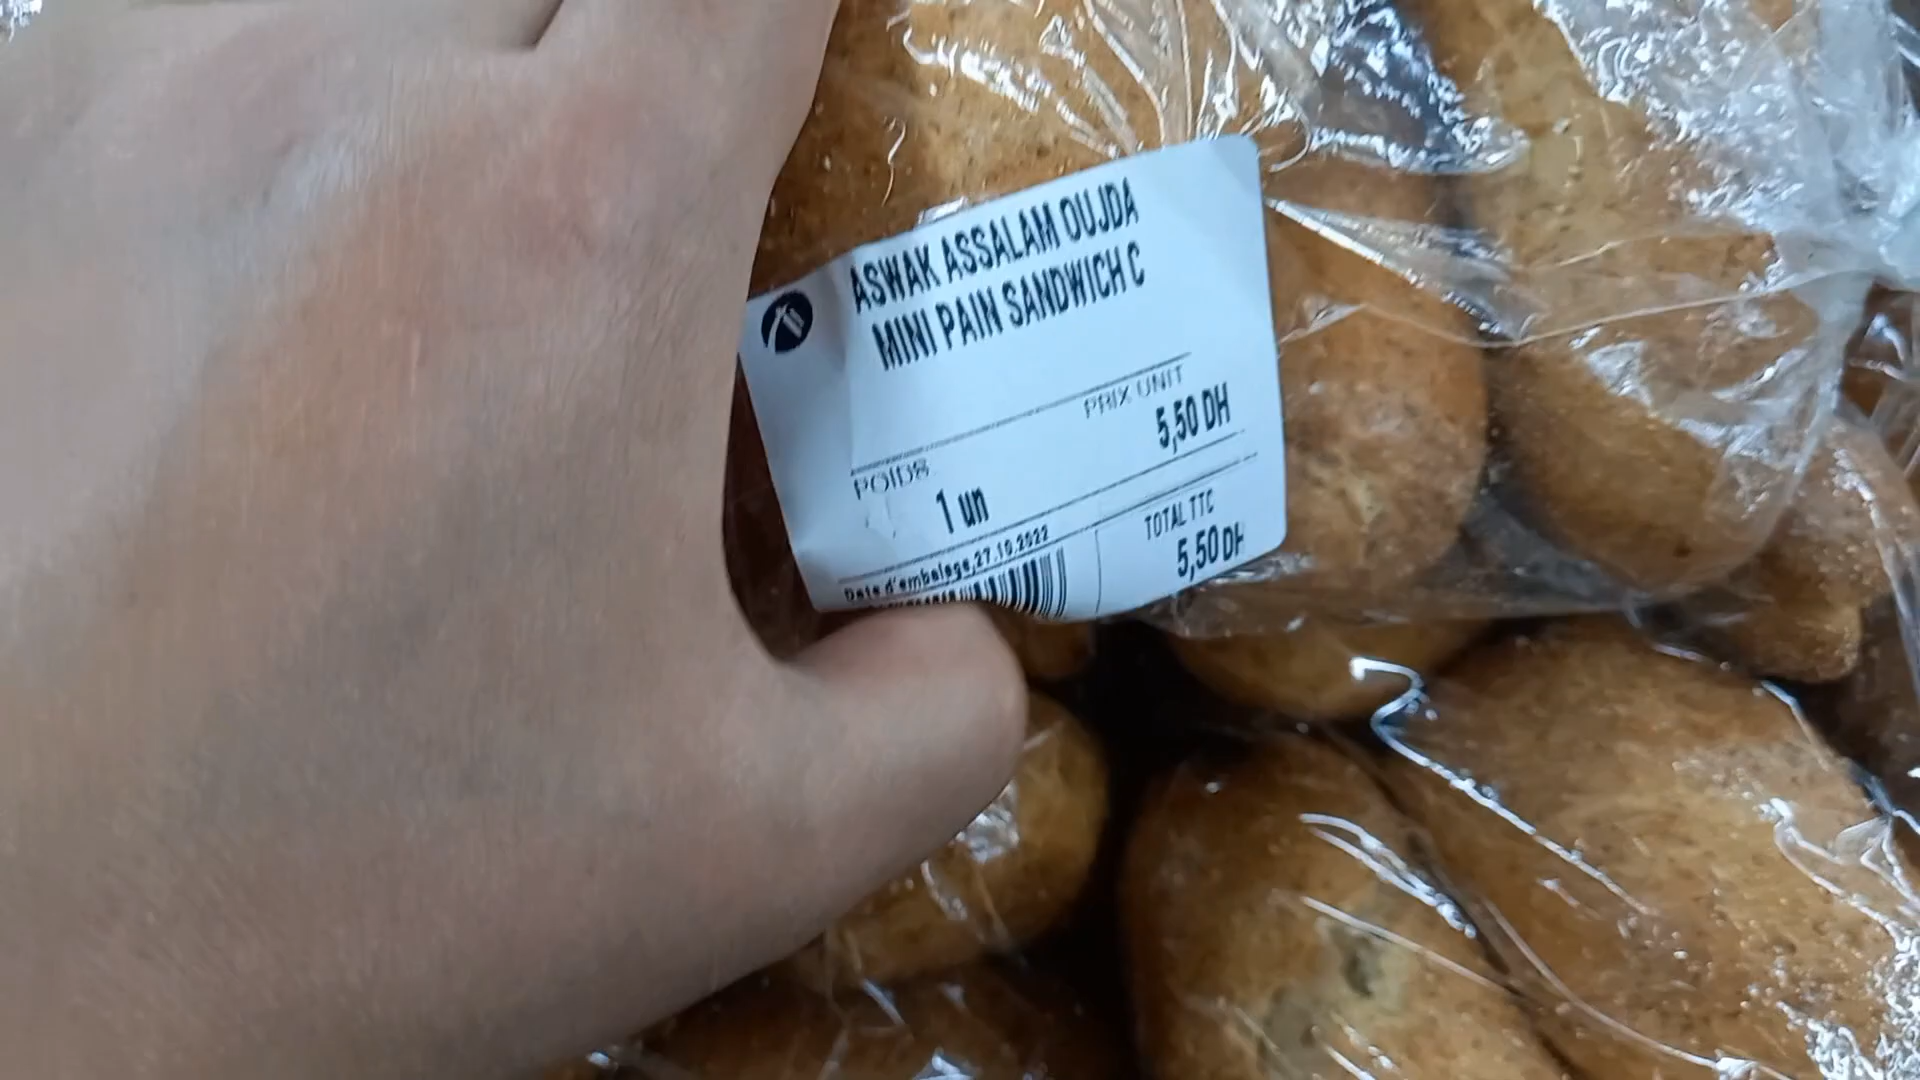 ASWAK ASSALAM OUJDA
MINI PAIN SANDWICH C
PRIX UNIT
5,50 DH
POIDS
1 un
Date d'embalage,27.10.2022
TOTAL TTC
5,50 DH